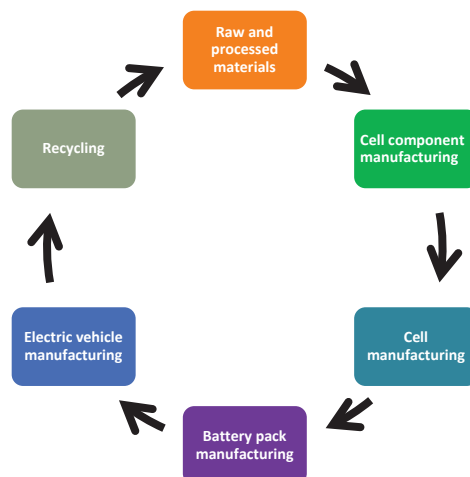 Raw and
processed
materials
Cell component
manufacturing
Cell
manufacturing
Battery pack
manufacturing
Electric vehicle
manufacturing
Recycling